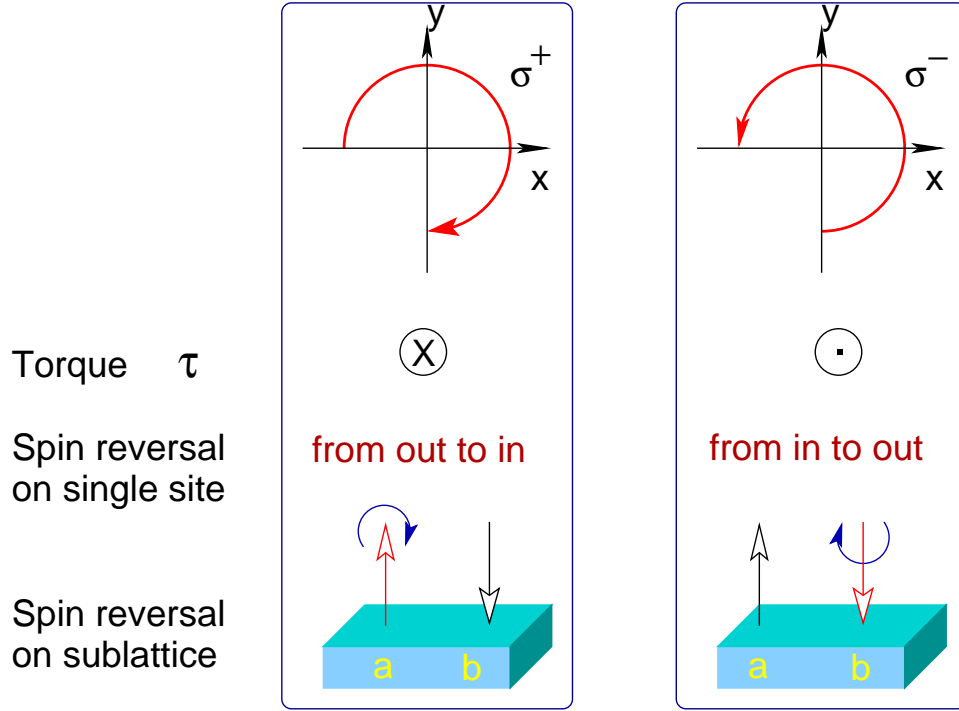 y
σ+
x
y
σ−
x
Torque τ
X
Spin reversal
on single site
from out to in
from in to out
Spin reversal
on sublattice
a b
a b